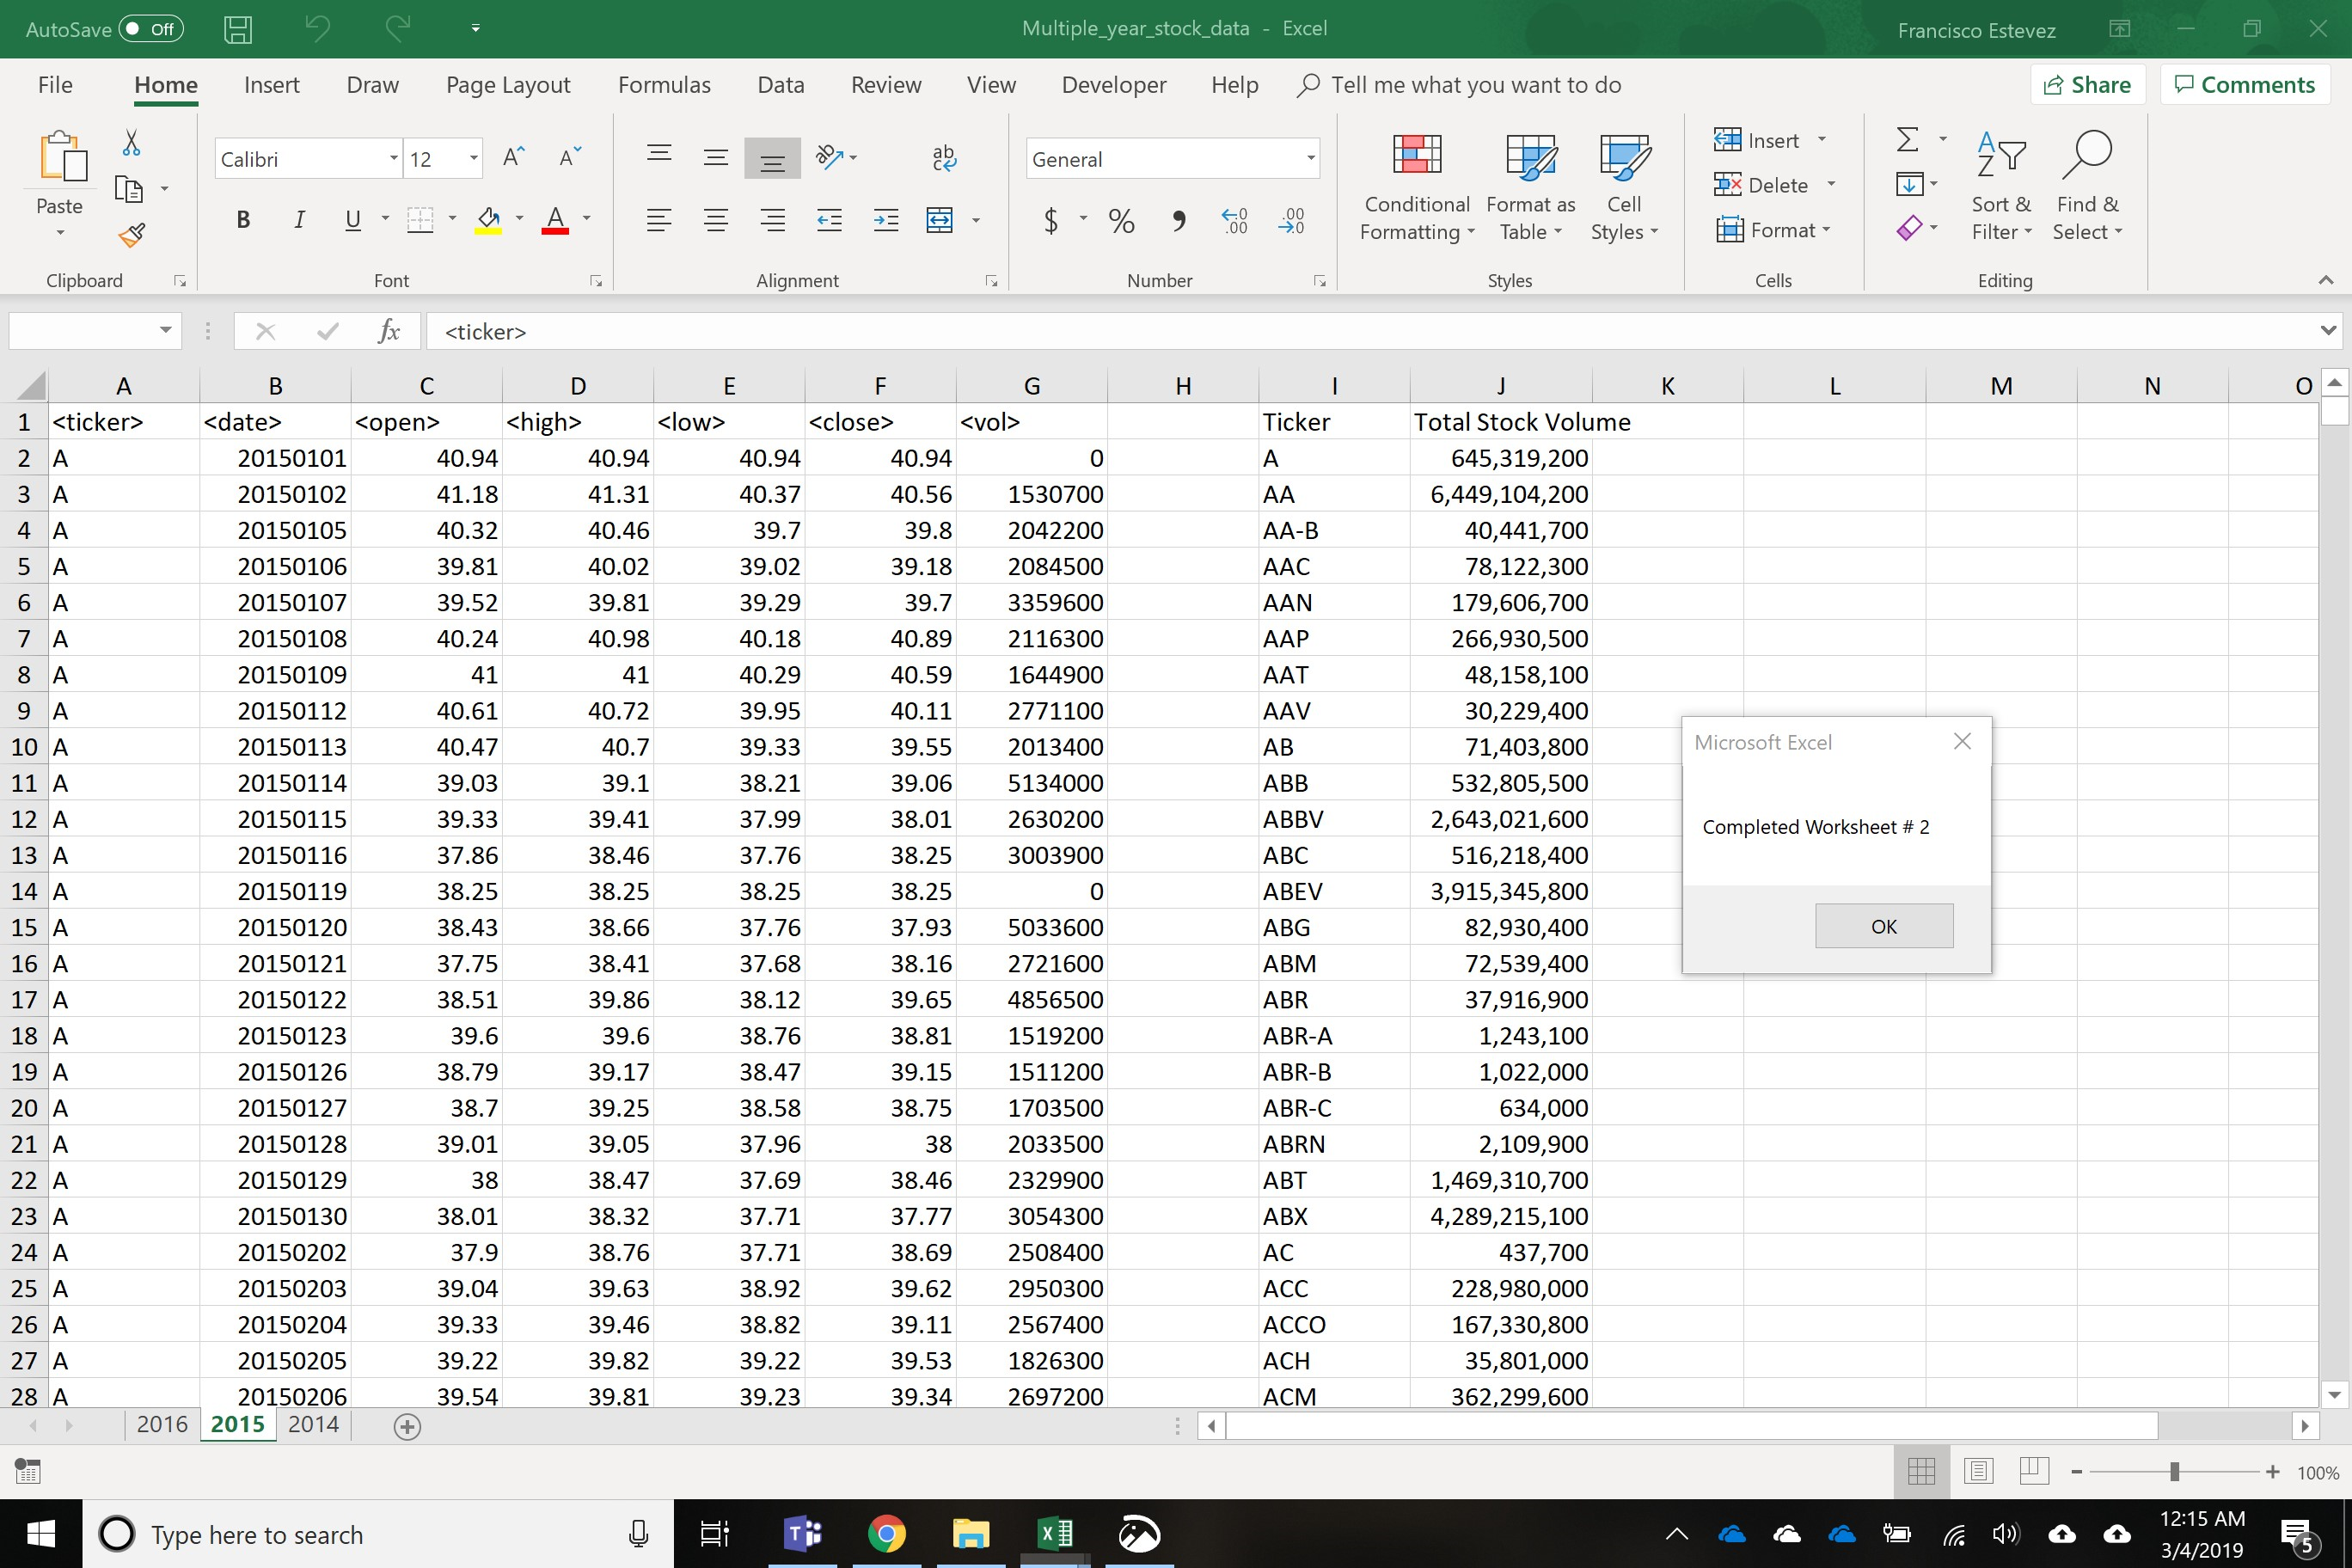 AutoSave Off Multiple_year_stock_data - Excel Francisco Estevez
File Home Insert Draw Page Layout Formulas Data Review View Developer Help Tell me what you want to do Share Comments
Paste Calibri 12 General Conditional Formatting Format as Table Cell Styles Insert Delete Format Sort & Filter Find & Select
Clipboard Font Alignment Number Styles Cells Editing
<ticker>
A B C D E F G H I J K L M N O
1 <ticker> <date> <open> <high> <low> <close> <vol> Ticker Total Stock Volume
2 A 20150101 40.94 40.94 40.94 40.94 0 A 645,319,200
3 A 20150102 41.18 41.31 40.37 40.56 1530700 AA 6,449,104,200
4 A 20150105 40.32 40.46 39.7 39.8 2042200 AA-B 40,441,700
5 A 20150106 39.81 40.02 39.02 39.18 2084500 AAC 78,122,300
6 A 20150107 39.52 39.81 39.29 39.7 3359600 AAN 179,606,700
7 A 20150108 40.24 40.98 40.18 40.89 2116300 AAP 266,930,500
8 A 20150109 41 41 40.29 40.59 1644900 AAT 48,158,100
9 A 20150112 40.61 40.72 39.95 40.11 2771100 AAV 30,229,400
10 A 20150113 40.47 40.7 39.33 39.55 2013400 AB 71,403,800
11 A 20150114 39.03 39.1 38.21 39.06 5134000 ABB 532,805,500
12 A 20150115 39.33 39.41 37.99 38.01 2630200 ABBV 2,643,021,600
13 A 20150116 37.86 38.46 37.76 38.25 3003900 ABC 516,218,400
14 A 20150119 38.25 38.25 38.25 38.25 0 ABEV 3,915,345,800
15 A 20150120 38.43 38.66 37.76 37.93 5033600 ABG 82,930,400
16 A 20150121 37.75 38.41 37.68 38.16 2721600 ABM 72,539,400
17 A 20150122 38.51 39.86 38.12 39.65 4856500 ABR 37,916,900
18 A 20150123 39.6 39.6 38.76 38.81 1519200 ABR-A 1,243,100
19 A 20150126 38.79 39.17 38.47 39.15 1511200 ABR-B 1,022,000
20 A 20150127 38.7 39.25 38.58 38.75 1703500 ABR-C 634,000
21 A 20150128 39.01 39.05 37.96 38 2033500 ABRN 2,109,900
22 A 20150129 38 38.47 37.69 38.46 2329900 ABT 1,469,310,700
23 A 20150130 38.01 38.32 37.71 37.77 3054300 ABX 4,289,215,100
24 A 20150202 37.9 38.76 37.71 38.69 2508400 AC 437,700
25 A 20150203 39.04 39.63 38.92 39.62 2950300 ACC 228,980,000
26 A 20150204 39.33 39.46 38.82 39.11 2567400 ACCO 167,330,800
27 A 20150205 39.22 39.82 39.22 39.53 1826300 ACH 35,801,000
28 A 20150206 39.54 39.81 39.23 39.34 2697200 ACM 362,299,600
Microsoft Excel
Completed Worksheet # 2
OK
2016 2015 2014
100%
Type here to search
12:15 AM
3/4/2019
5